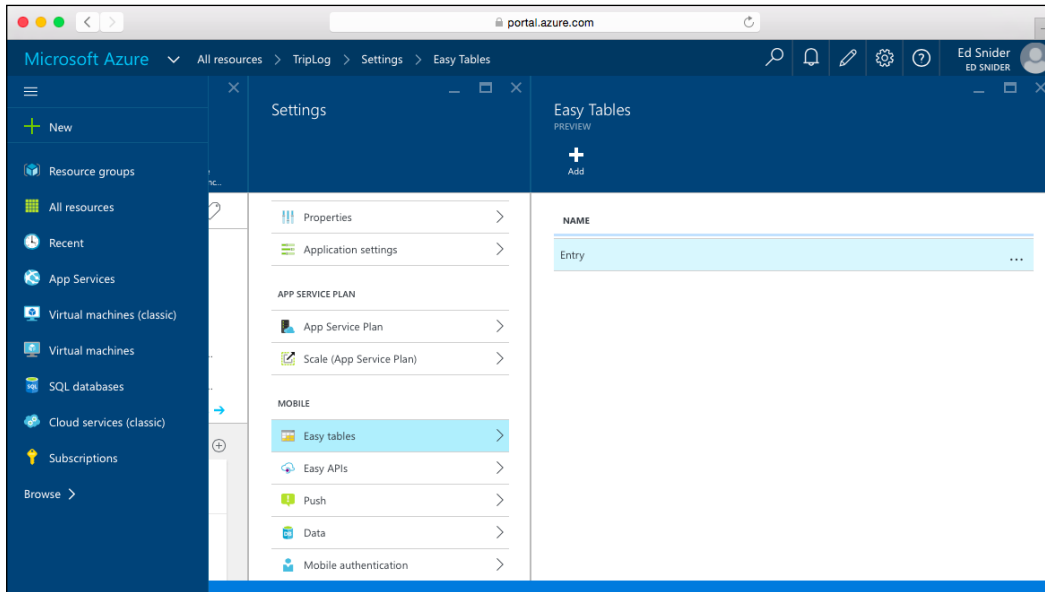 portal.azure.com
Microsoft Azure All resources > TripLog > Settings > Easy Tables
Ed Snider
ED SNIDER
New
Resource groups
All resources
Recent
App Services
Virtual machines (classic)
Virtual machines
SQL databases
Cloud services (classic)
Subscriptions
Browse >
nc...
Settings
Properties
Application settings
APP SERVICE PLAN
App Service Plan
Scale (App Service Plan)
MOBILE
Easy tables
Easy APIs
Push
Data
Mobile authentication
Easy Tables
PREVIEW
Add
NAME
Entry ...